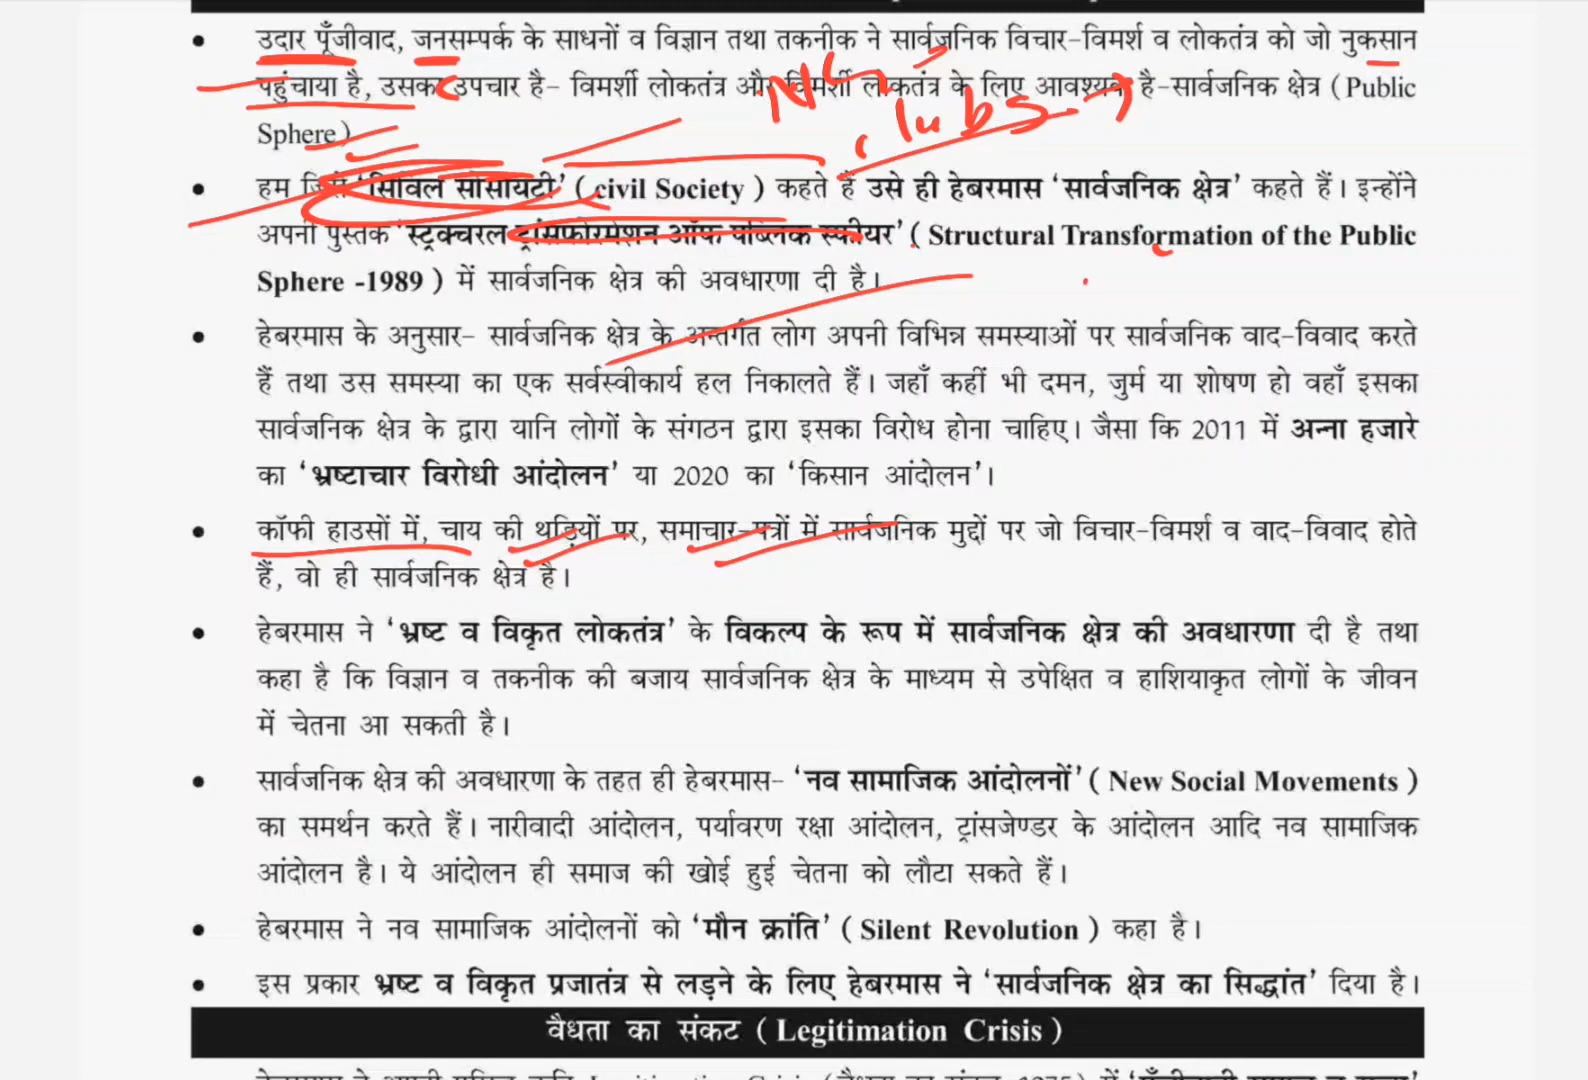 उदार पूँजीवाद, जनसम्पर्क के साधनों व विज्ञान तथा तकनीक ने सार्वजनिक विचार-विमर्श व लोकतंत्र को जो नुकसान
पहुंचाया है, उसका उपचार है- विमर्शी लोकतंत्र और विमर्शी लोकतंत्र के लिए आवश्यक है-सार्वजनिक क्षेत्र (Public
Sphere)
clubs
हम जिसे 'सिविल सोसायटी' (civil Society) कहते हैं उसे ही हेबरमास 'सार्वजनिक क्षेत्र' कहते हैं। इन्होंने
अपनी पुस्तक 'स्ट्रक्चरल ट्रांसफोरमेशन ऑफ पब्लिक स्फीयर' (Structural Transformation of the Public
Sphere -1989) में सार्वजनिक क्षेत्र की अवधारणा दी है।
हेबरमास के अनुसार- सार्वजनिक क्षेत्र के अन्तर्गत लोग अपनी विभिन्न समस्याओं पर सार्वजनिक वाद-विवाद करते
हैं तथा उस समस्या का एक सर्वस्वीकार्य हल निकालते हैं। जहाँ कहीं भी दमन, जुर्म या शोषण हो वहाँ इसका
सार्वजनिक क्षेत्र के द्वारा यानि लोगों के संगठन द्वारा इसका विरोध होना चाहिए। जैसा कि 2011 में अन्ना हजारे
का 'भ्रष्टाचार विरोधी आंदोलन' या 2020 का 'किसान आंदोलन'।
कॉफी हाउसों में, चाय की थड़ियों पर, समाचार-पत्रों में सार्वजनिक मुद्दों पर जो विचार-विमर्श व वाद-विवाद होते
हैं, वो ही सार्वजनिक क्षेत्र है।
हेबरमास ने 'भ्रष्ट व विकृत लोकतंत्र' के विकल्प के रूप में सार्वजनिक क्षेत्र की अवधारणा दी है तथा
कहा है कि विज्ञान व तकनीक की बजाय सार्वजनिक क्षेत्र के माध्यम से उपेक्षित व हाशियाकृत लोगों के जीवन
में चेतना आ सकती है।
सार्वजनिक क्षेत्र की अवधारणा के तहत ही हेबरमास- 'नव सामाजिक आंदोलनों' (New Social Movements)
का समर्थन करते हैं। नारीवादी आंदोलन, पर्यावरण रक्षा आंदोलन, ट्रांसजेण्डर के आंदोलन आदि नव सामाजिक
आंदोलन है। ये आंदोलन ही समाज की खोई हुई चेतना को लौटा सकते हैं।
हेबरमास ने नव सामाजिक आंदोलनों को 'मौन क्रांति' (Silent Revolution) कहा है।
इस प्रकार भ्रष्ट व विकृत प्रजातंत्र से लड़ने के लिए हेबरमास ने 'सार्वजनिक क्षेत्र का सिद्धांत' दिया है।
वैधता का संकट (Legitimation Crisis)